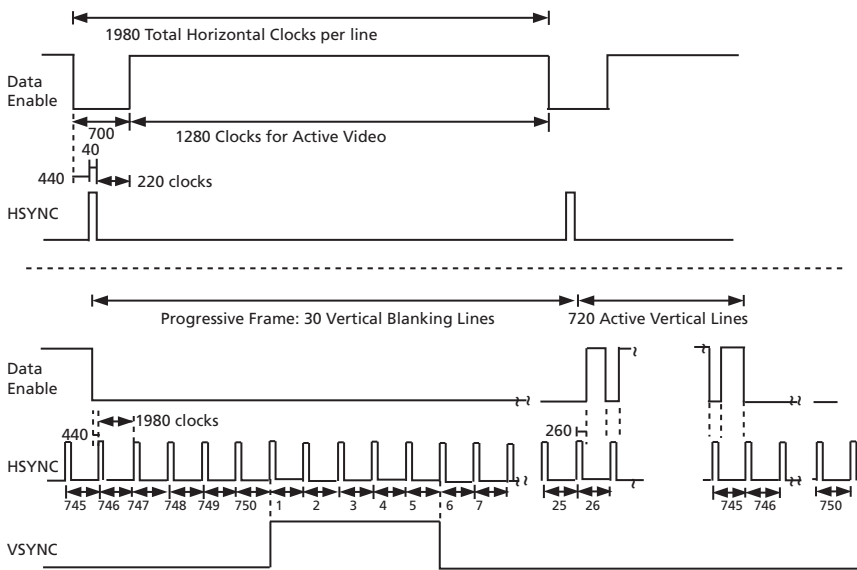 1980 Total Horizontal Clocks per line
Data
Enable
700
1280 Clocks for Active Video
40
440
220 clocks
HSYNC
Progressive Frame: 30 Vertical Blanking Lines
720 Active Vertical Lines
Data
Enable
1980 clocks
440
260
HSYNC
745 746 747 748 749 750 1 2 3 4 5 6 7 25 26 745 746 750
VSYNC